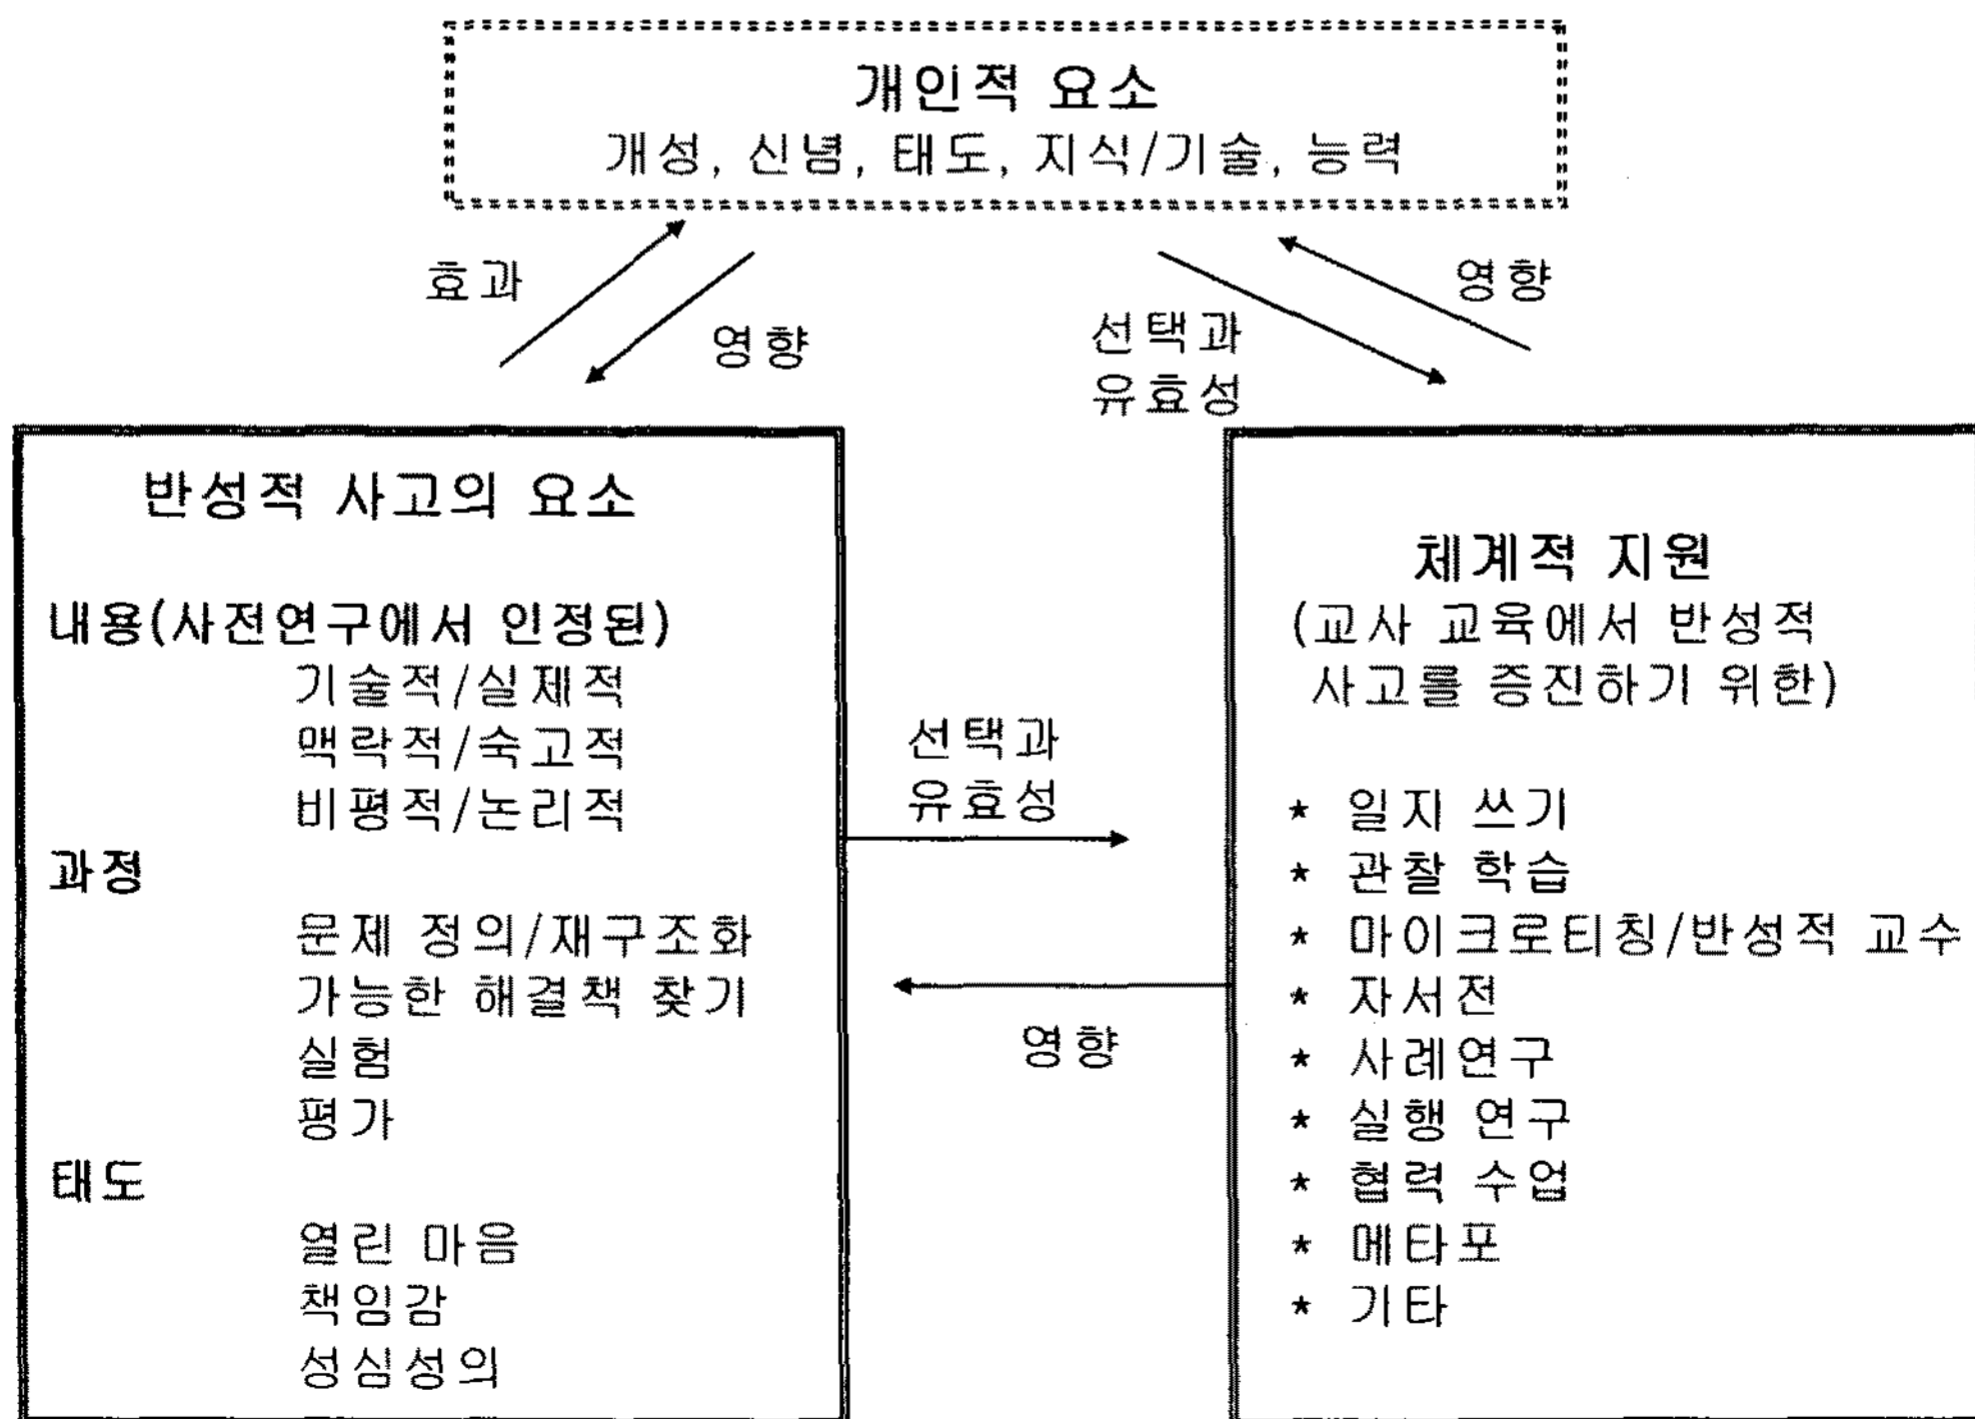 개인적 요소
개성, 신념, 태도, 지식/기술, 능력
효과
영향
선택과
유효성
영향
반성적 사고의 요소
내용(사전연구에서 인정된)
기술적/실재적
맥락적/숙고적
비평적/논리적
과정
문제 정의/재구조화
가능한 해결책 찾기
실험
평가
태도
열린 마음
책임감
성심성의
선택과
유효성
영향
체계적 지원
(교사 교육에서 반성적
사고를 증진하기 위한)
* 일지 쓰기
* 관찰 학습
* 마이크로티칭/반성적 교수
* 자서전
* 사례연구
* 실행 연구
* 협력 수업
* 메타포
* 기타